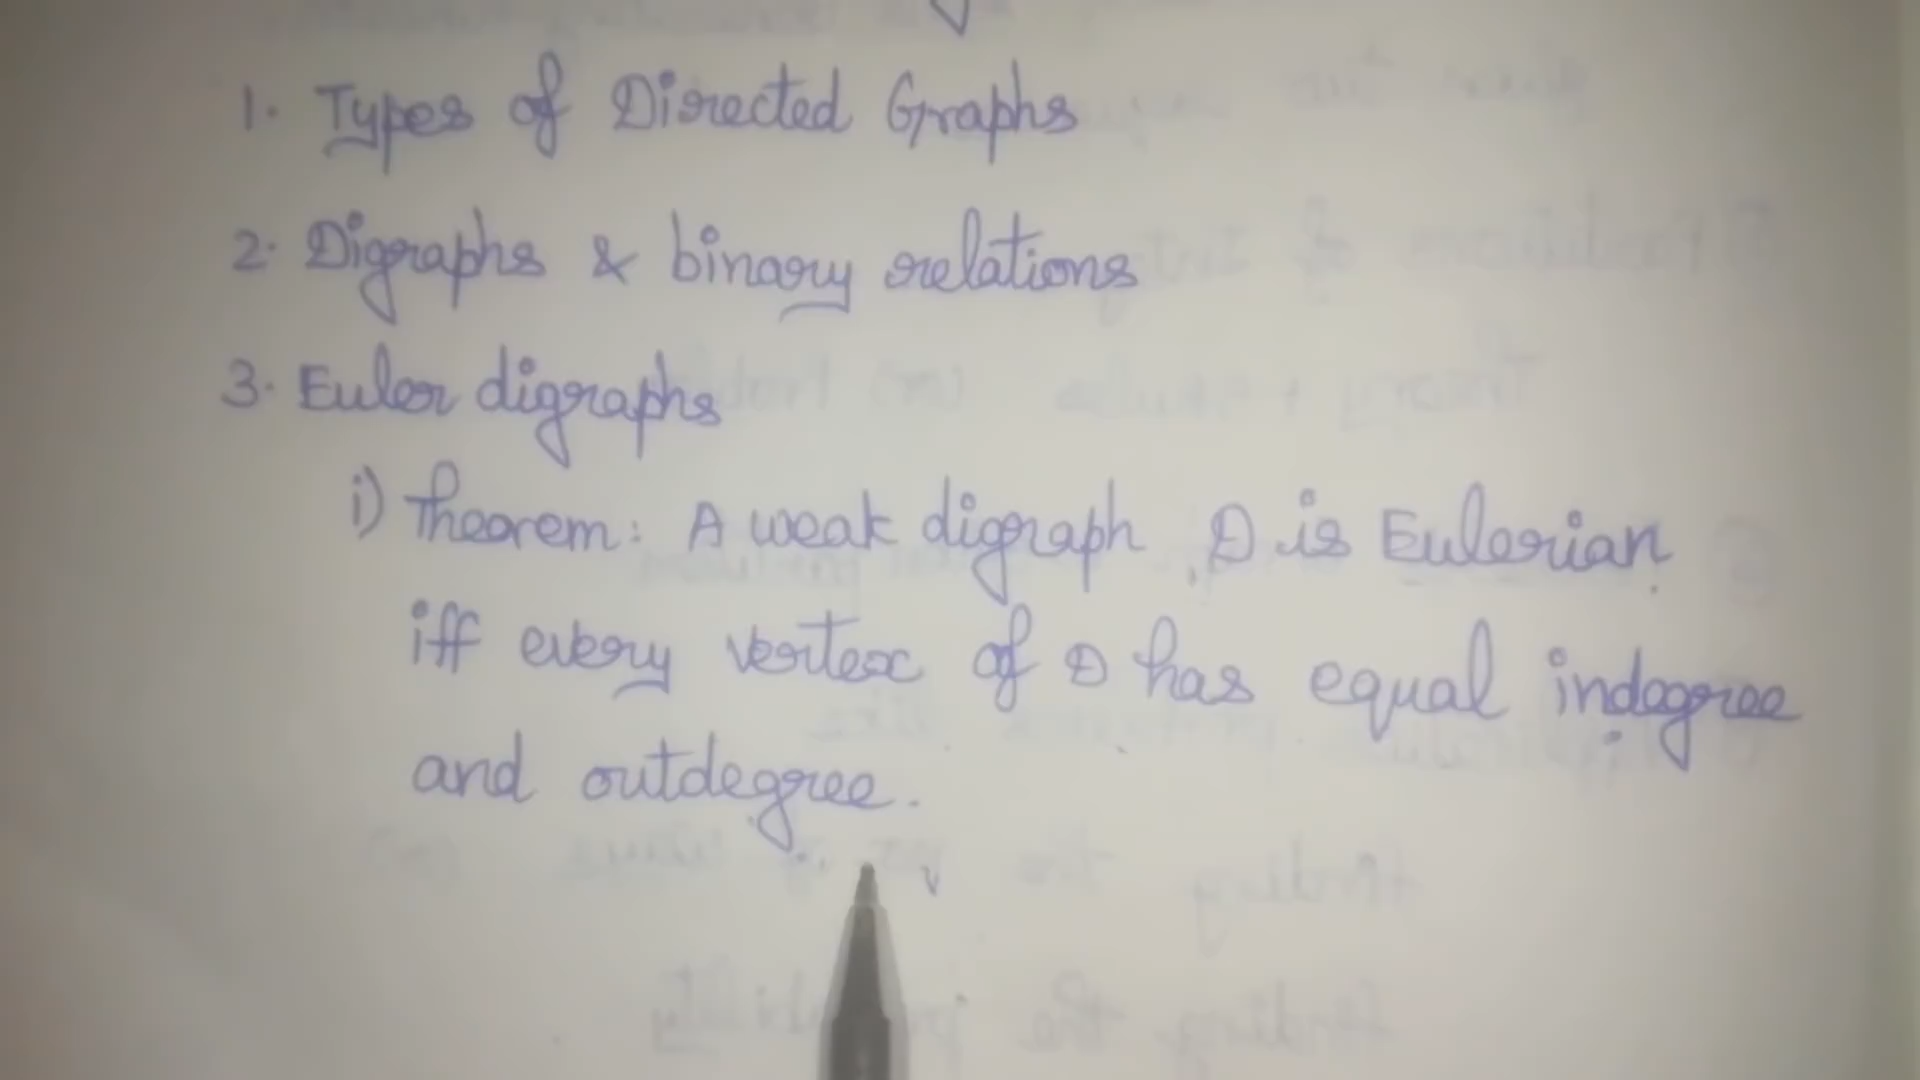 1. Types of Directed Graphs
2. Digraphs & binary relations
3. Euler digraphs
i) Theorem: A weak digraph D is Eulerian
iff every vertex of D has equal indegree
and outdegree.